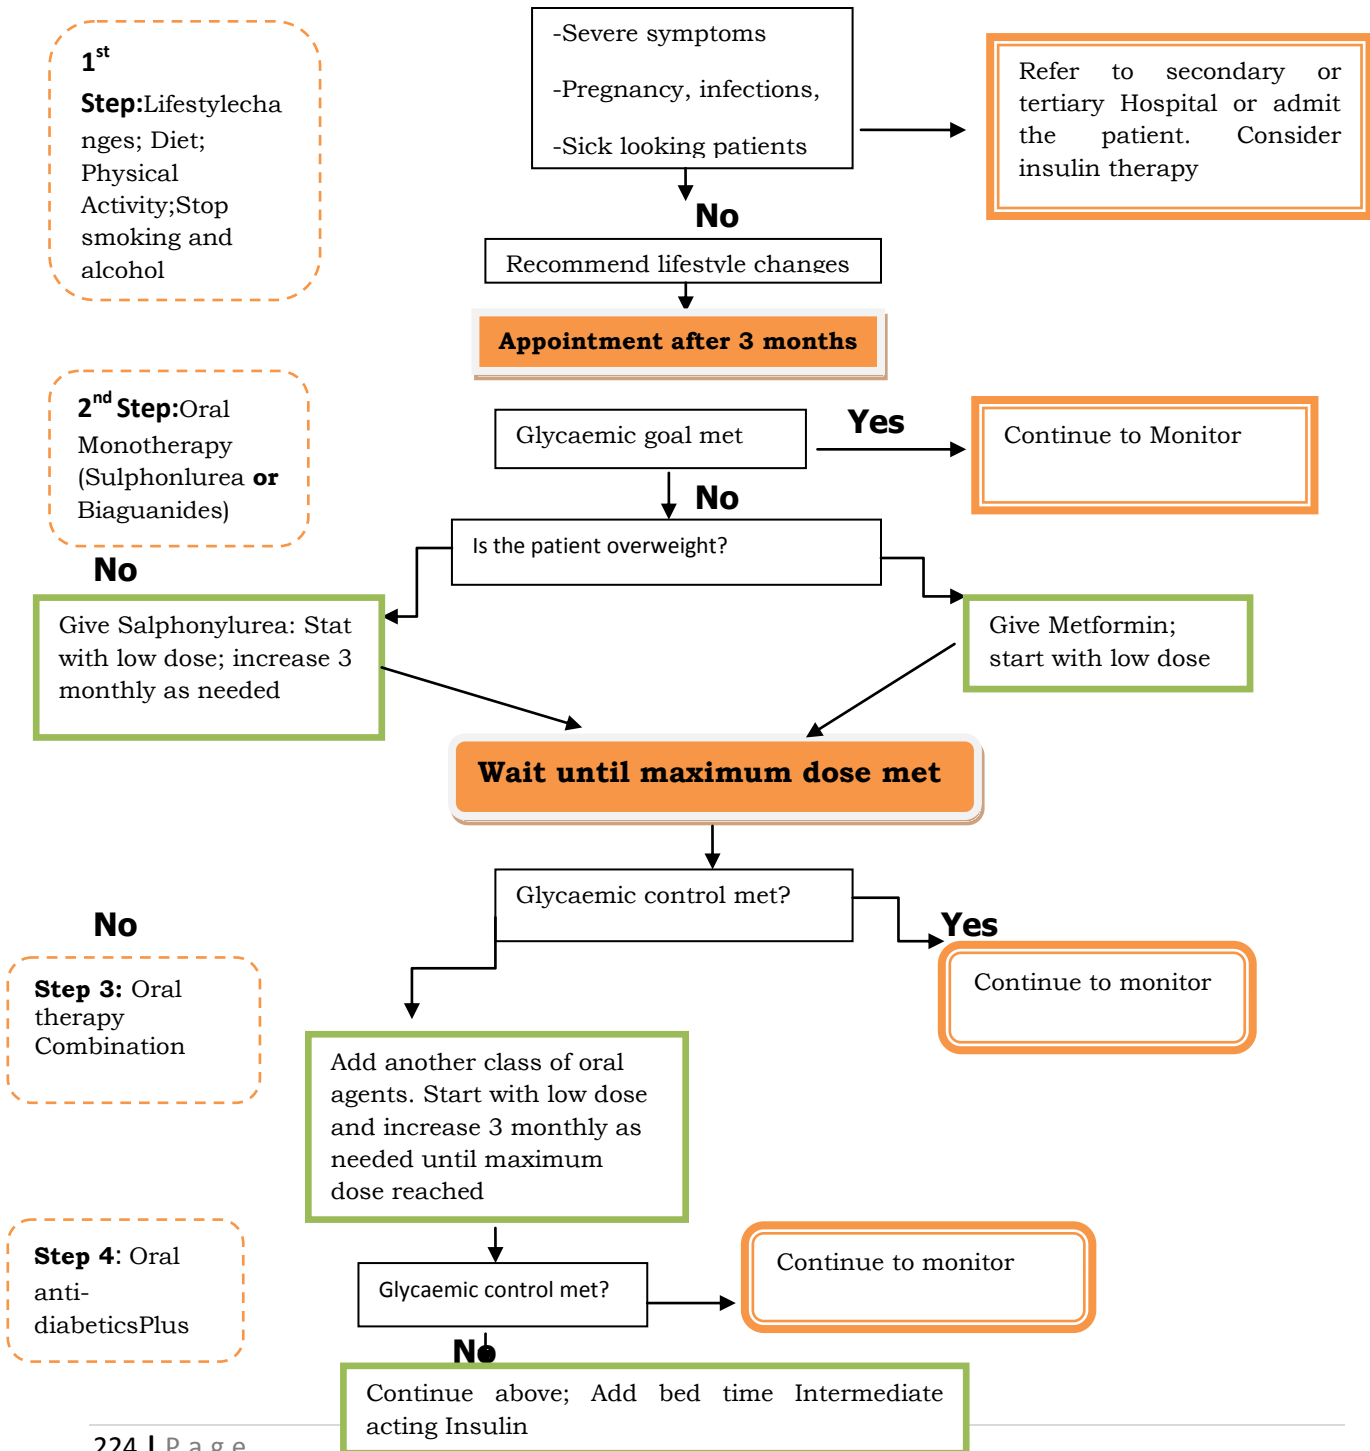 -Severe symptoms
-Pregnancy, infections,
-Sick looking patients
Refer to secondary or
tertiary Hospital or admit
the patient. Consider
insulin therapy
1st
Step:Lifestylecha
nges; Diet;
Physical
Activity;Stop
smoking and
alcohol
No
Recommend lifestyle changes
Appointment after 3 months
2nd Step:Oral
Monotherapy
(Sulphonlurea or
Biaguanides)
Glycaemic goal met
Yes
Continue to Monitor
No
Is the patient overweight?
No
Give Salphonylurea: Stat
with low dose; increase 3
monthly as needed
Give Metformin;
start with low dose
Wait until maximum dose met
Glycaemic control met?
No
Yes
Continue to monitor
Step 3: Oral
therapy
Combination
Add another class of oral
agents. Start with low dose
and increase 3 monthly as
needed until maximum
dose reached
Step 4: Oral
anti-
diabeticsPlus
Glycaemic control met?
Continue to monitor
No
Continue above; Add bed time Intermediate
acting Insulin
224 | Page